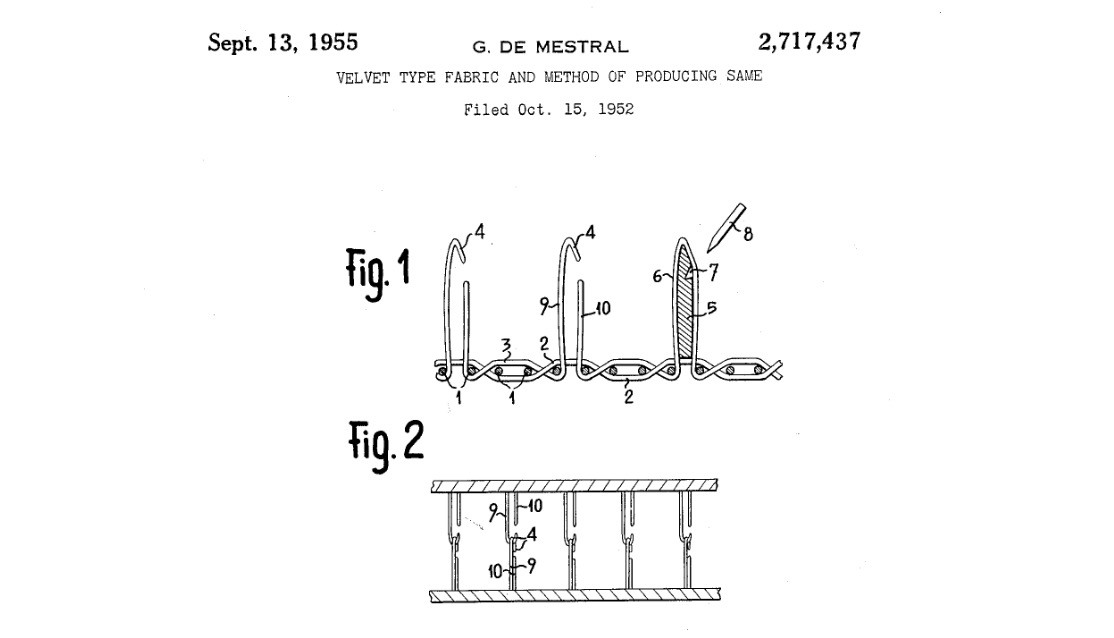 Sept. 13, 1955 G. DE MESTRAL 2,717,437
VELVET TYPE FABRIC AND METHOD OF PRODUCING SAME
Filed Oct. 15, 1952
Fig. 1
4 4 8
6 7
9 10 5
3 2
1 1 2
Fig. 2
9 10
4
10 9